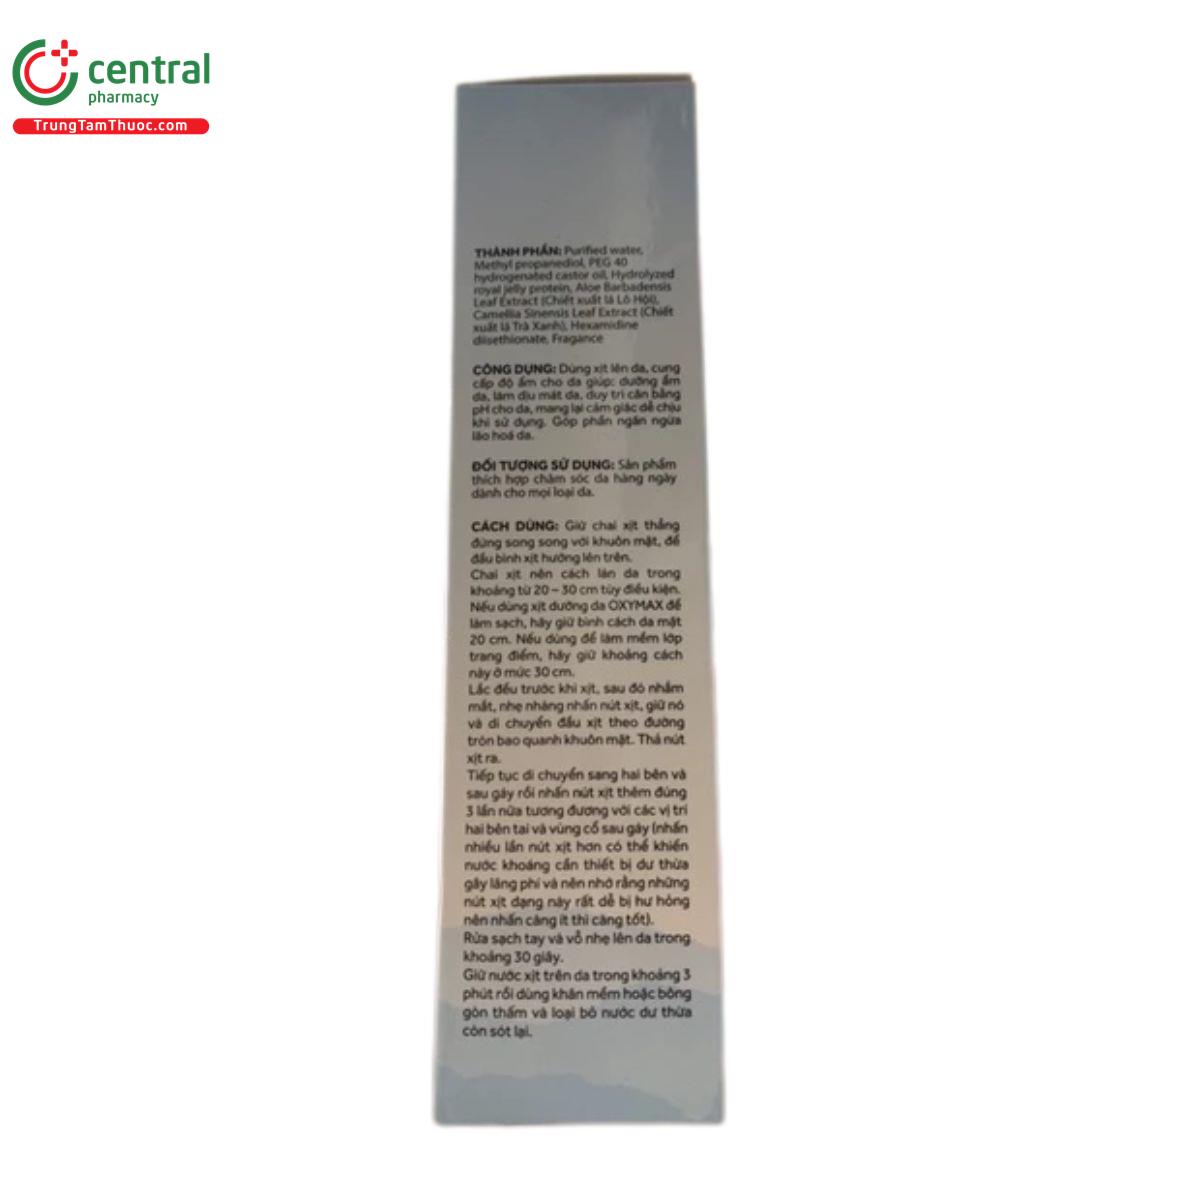 central
pharmacy
TrungTamThuoc.com
THÀNH PHẦN: Purified water,
Methyl propanediol, PEG 40
hydrogenated castor oil, Hydrolyzed
royal jelly protein, Aloe Barbadensis
Leaf Extract (Chiết xuất lá Lô Hội),
Camellia Sinensis Leaf Extract (Chiết
xuất lá Trà Xanh), Hexamidine
diisethionate, Fragance
CÔNG DỤNG: Dùng xịt lên da, cung
cấp độ ẩm cho da giúp: dưỡng ẩm
da, làm dịu mát da, duy trì cân bằng
pH cho da, mang lại cảm giác dễ chịu
khi sử dụng. Góp phần ngăn ngừa
lão hoá da.
ĐỐI TƯỢNG SỬ DỤNG: Sản phẩm
thích hợp chăm sóc da hàng ngày
dành cho mọi loại da.
CÁCH DÙNG: Giữ chai xịt thẳng
đứng song song với khuôn mặt, để
đầu bình xịt hướng lên trên.
Chai xịt nên cách làn da trong
khoảng từ 20 – 30 cm tùy điều kiện.
Nếu dùng xịt dưỡng da OXYMAX để
làm sạch, hãy giữ bình cách da mặt
20 cm. Nếu dùng để làm mềm lớp
trang điểm, hãy giữ khoảng cách
này ở mức 30 cm.
Lắc đều trước khi xịt, sau đó nhắm
mắt, nhẹ nhàng nhấn nút xịt, giữ nó
và di chuyển đầu xịt theo đường
tròn bao quanh khuôn mặt. Thả nút
xịt ra.
Tiếp tục di chuyển sang hai bên và
sau gáy rồi nhấn nút xịt thêm đúng
3 lần nữa tương đương với các vị trí
hai bên tai và vùng cổ sau gáy (nhấn
nhiều lần nút xịt hơn có thể khiến
nước khoáng cần thiết bị dư thừa
gây lãng phí và nên nhớ rằng những
nút xịt dạng này rất dễ bị hư hỏng
nên nhấn càng ít thì càng tốt).
Rửa sạch tay và vỗ nhẹ lên da trong
khoảng 30 giây.
Giữ nước xịt trên da trong khoảng 3
phút rồi dùng khăn mềm hoặc bông
gòn thấm và loại bỏ nước dư thừa
còn sót lại.